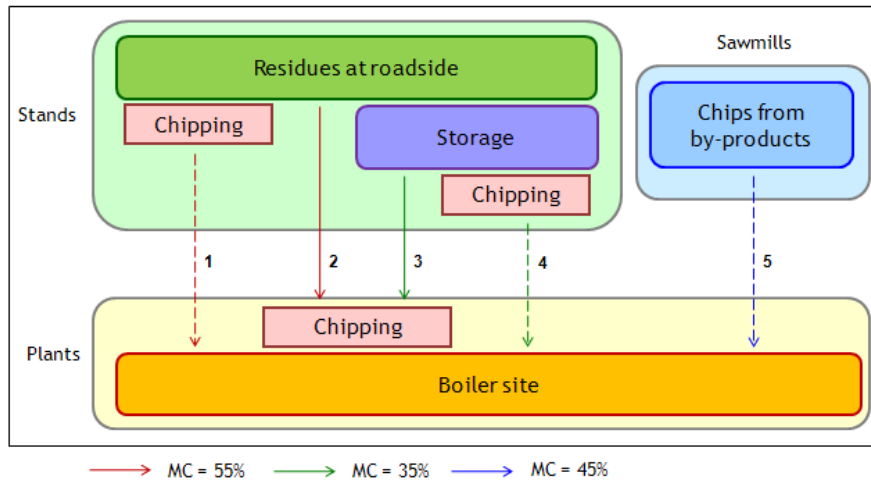 Sawmills
Residues at roadside
Stands
Chipping
Storage
Chips from
by-products
Chipping
1
2
3
4
5
Chipping
Plants
Boiler site
MC = 55%
MC = 35%
MC = 45%